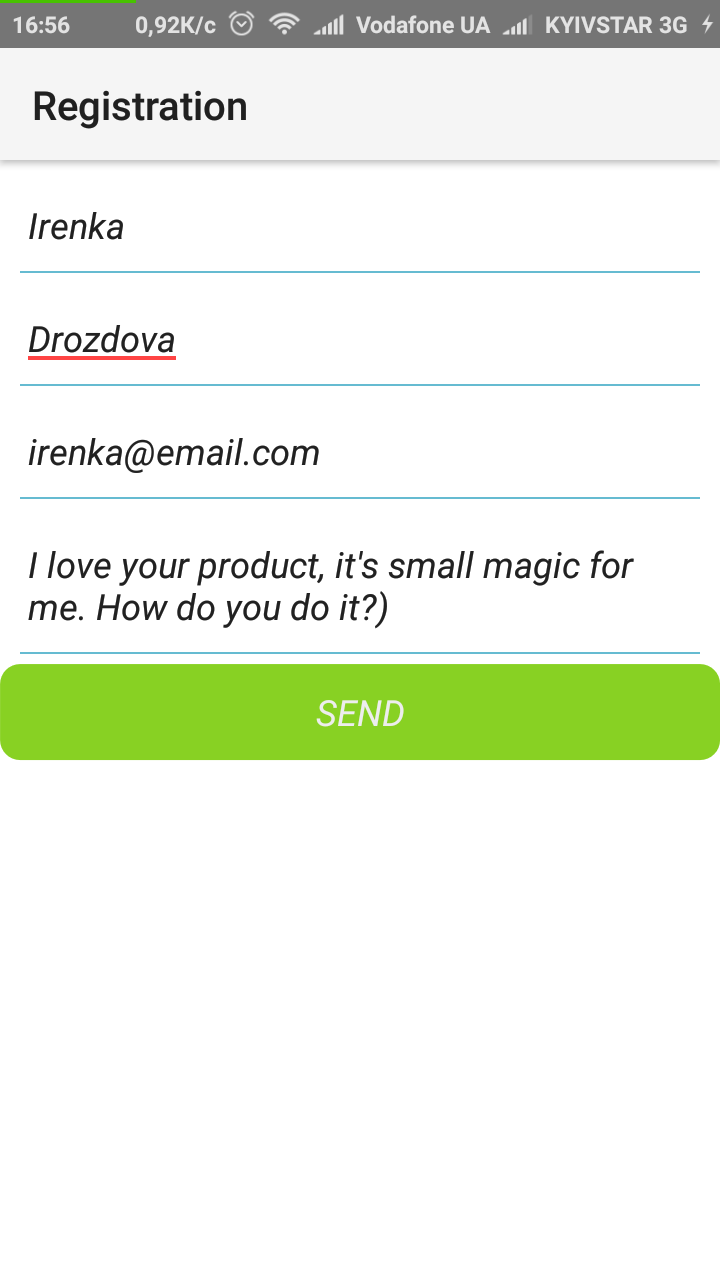 16:56 0,92K/c Vodafone UA KYIVSTAR 3G
Registration
Irenka
Drozdova
irenka@email.com
I love your product, it's small magic for
me. How do you do it?)
SEND